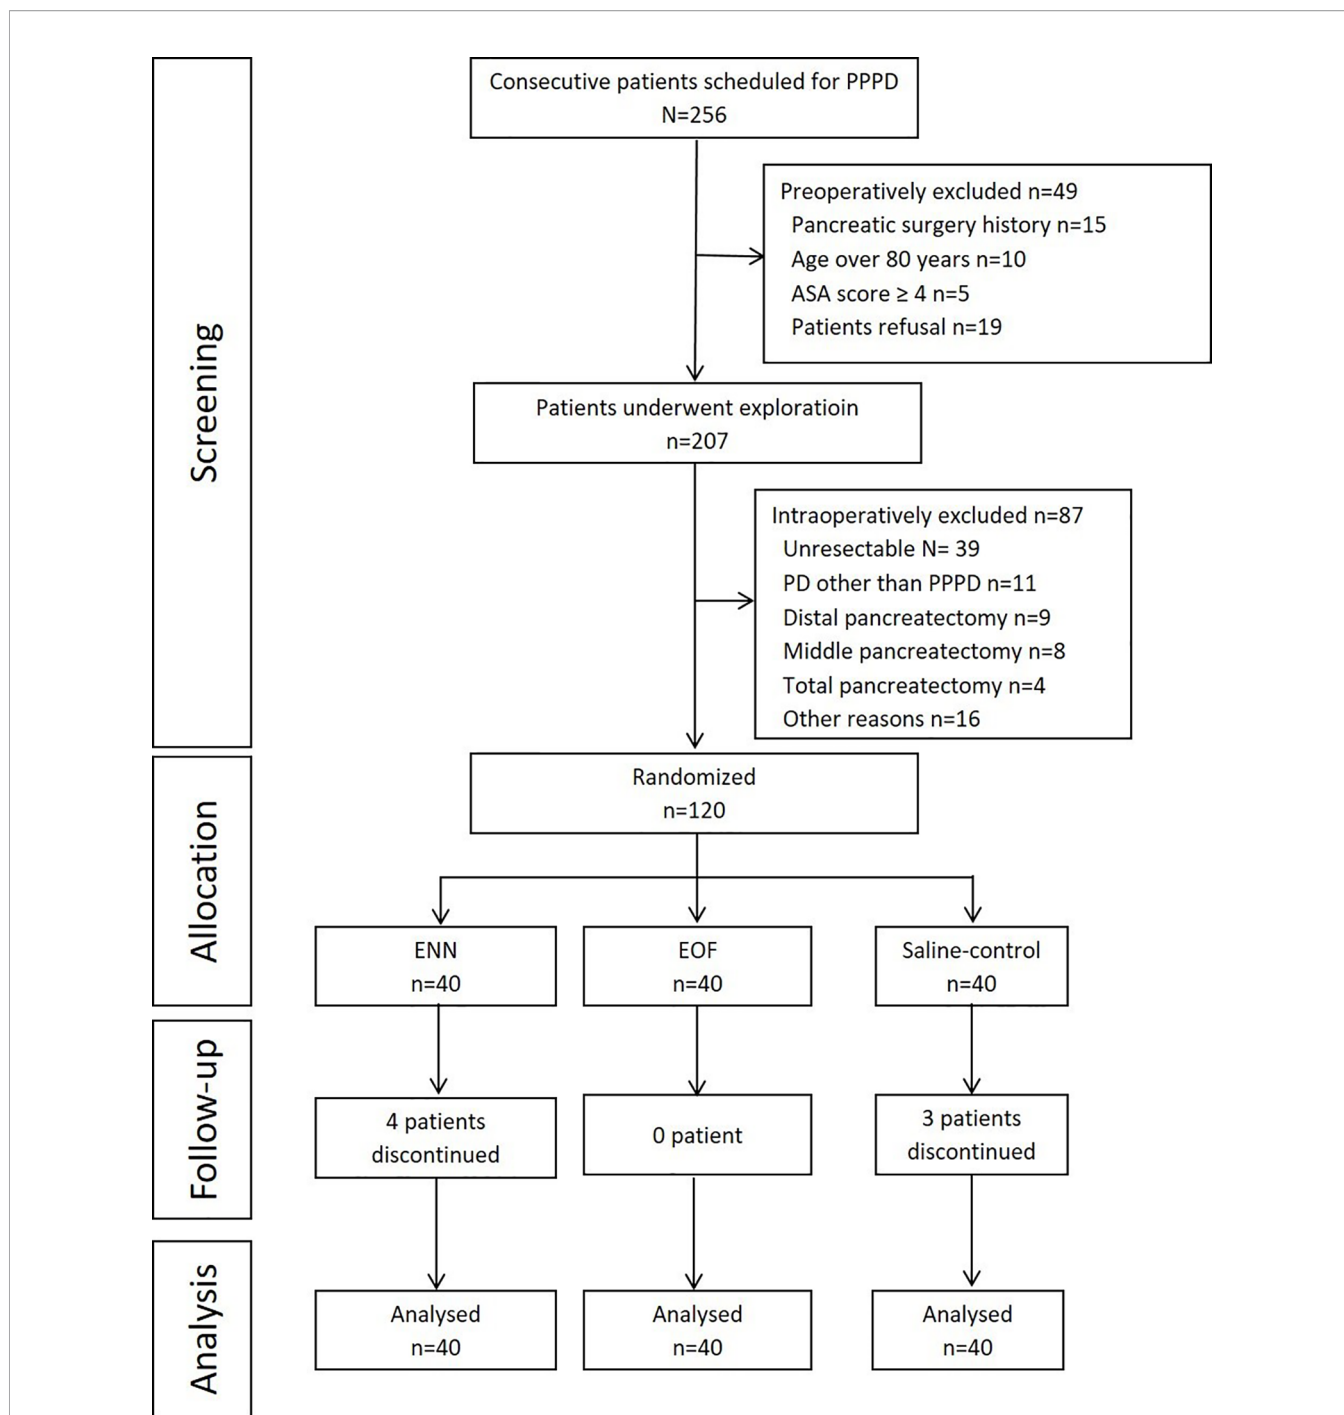 Screening
Consecutive patients scheduled for PPPD
N=256
Preoperatively excluded n=49
Pancreatic surgery history n=15
Age over 80 years n=10
ASA score ≥ 4 n=5
Patients refusal n=19
Patients underwent exploratioin
n=207
Intraoperatively excluded n=87
Unresectable N= 39
PD other than PPPD n=11
Distal pancreatectomy n=9
Middle pancreatectomy n=8
Total pancreatectomy n=4
Other reasons n=16
Allocation
Randomized
n=120
ENN
n=40
EOF
n=40
Saline-control
n=40
Follow-up
4 patients
discontinued
0 patient
3 patients
discontinued
Analysis
Analysed
n=40
Analysed
n=40
Analysed
n=40